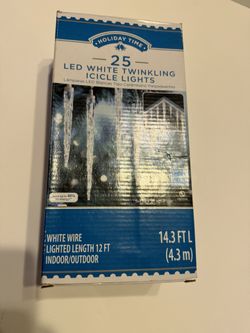 HOLIDAY TIME
25
LED WHITE TWINKLING
ICICLE LIGHTS
WHITE WIRE
LIGHTED LENGTH 12 FT
INDOOR/OUTDOOR
14.3 FT L
(4.3 m)